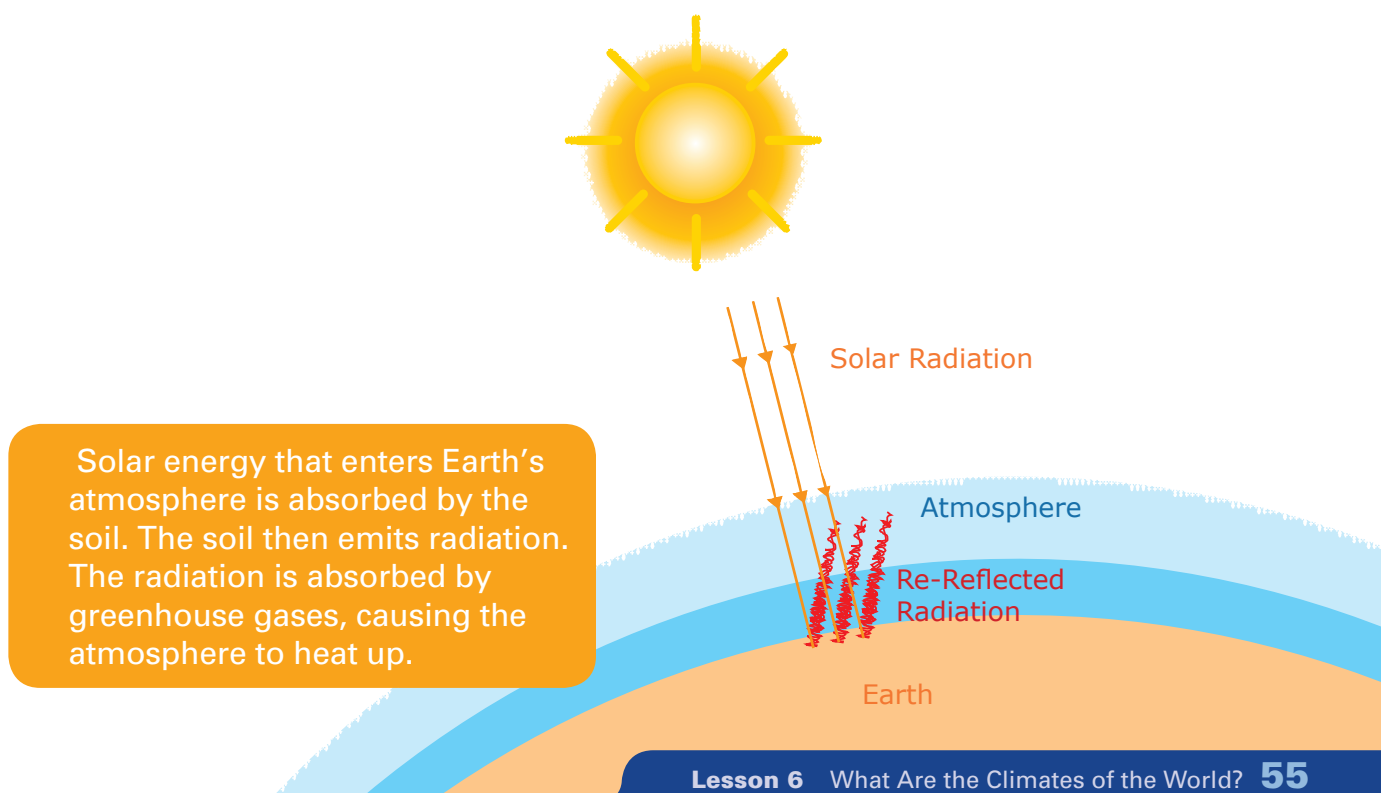 Solar Radiation
Solar energy that enters Earth’s
atmosphere is absorbed by the
soil. The soil then emits radiation.
The radiation is absorbed by
greenhouse gases, causing the
atmosphere to heat up.
Atmosphere
Re-Reflected
Radiation
Earth
Lesson 6 What Are the Climates of the World? 55